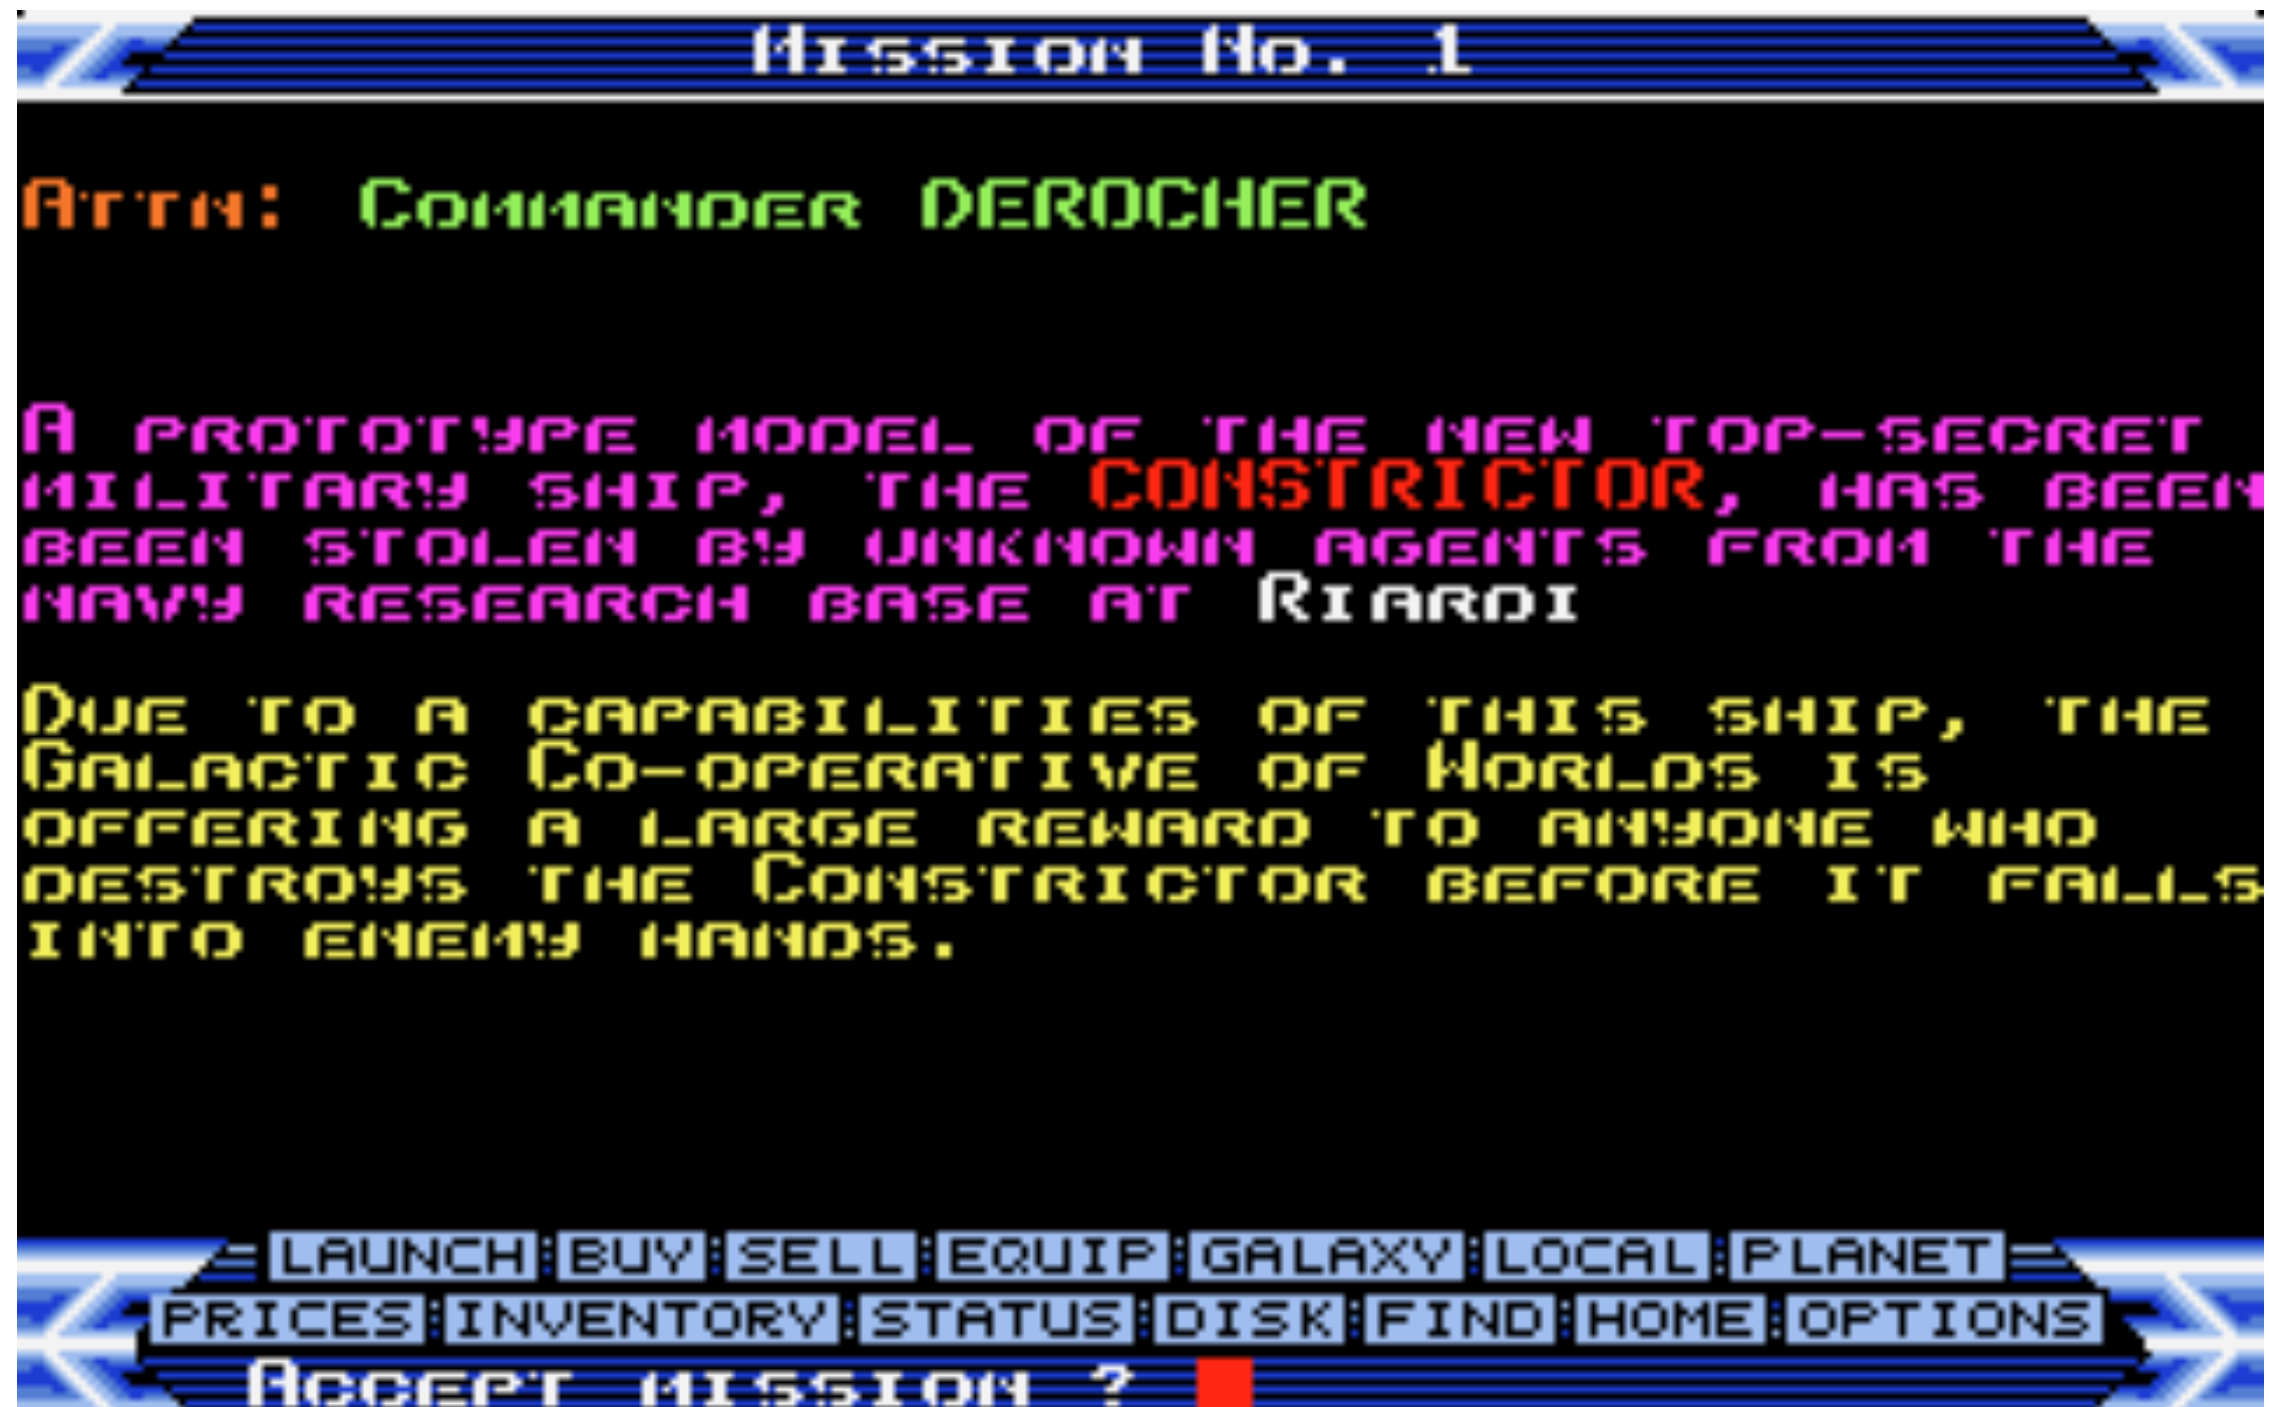 Mission No. 1
Attn: Commander DEROCHER
A prototype model of the new top-secret
military ship, the CONSTRICTOR, has been
been stolen by unknown agents from the
navy research base at Riardi
Due to a capabilities of this ship, the
Galactic Co-operative of Worlds is
offering a large reward to anyone who
destroys the Constrictor before it falls
into enemy hands.
LAUNCH:BUY:SELL:EQUIP:GALAXY:LOCAL:PLANET
PRICES:INVENTORY:STATUS:DISK:FIND:HOME:OPTIONS
Accept mission ?